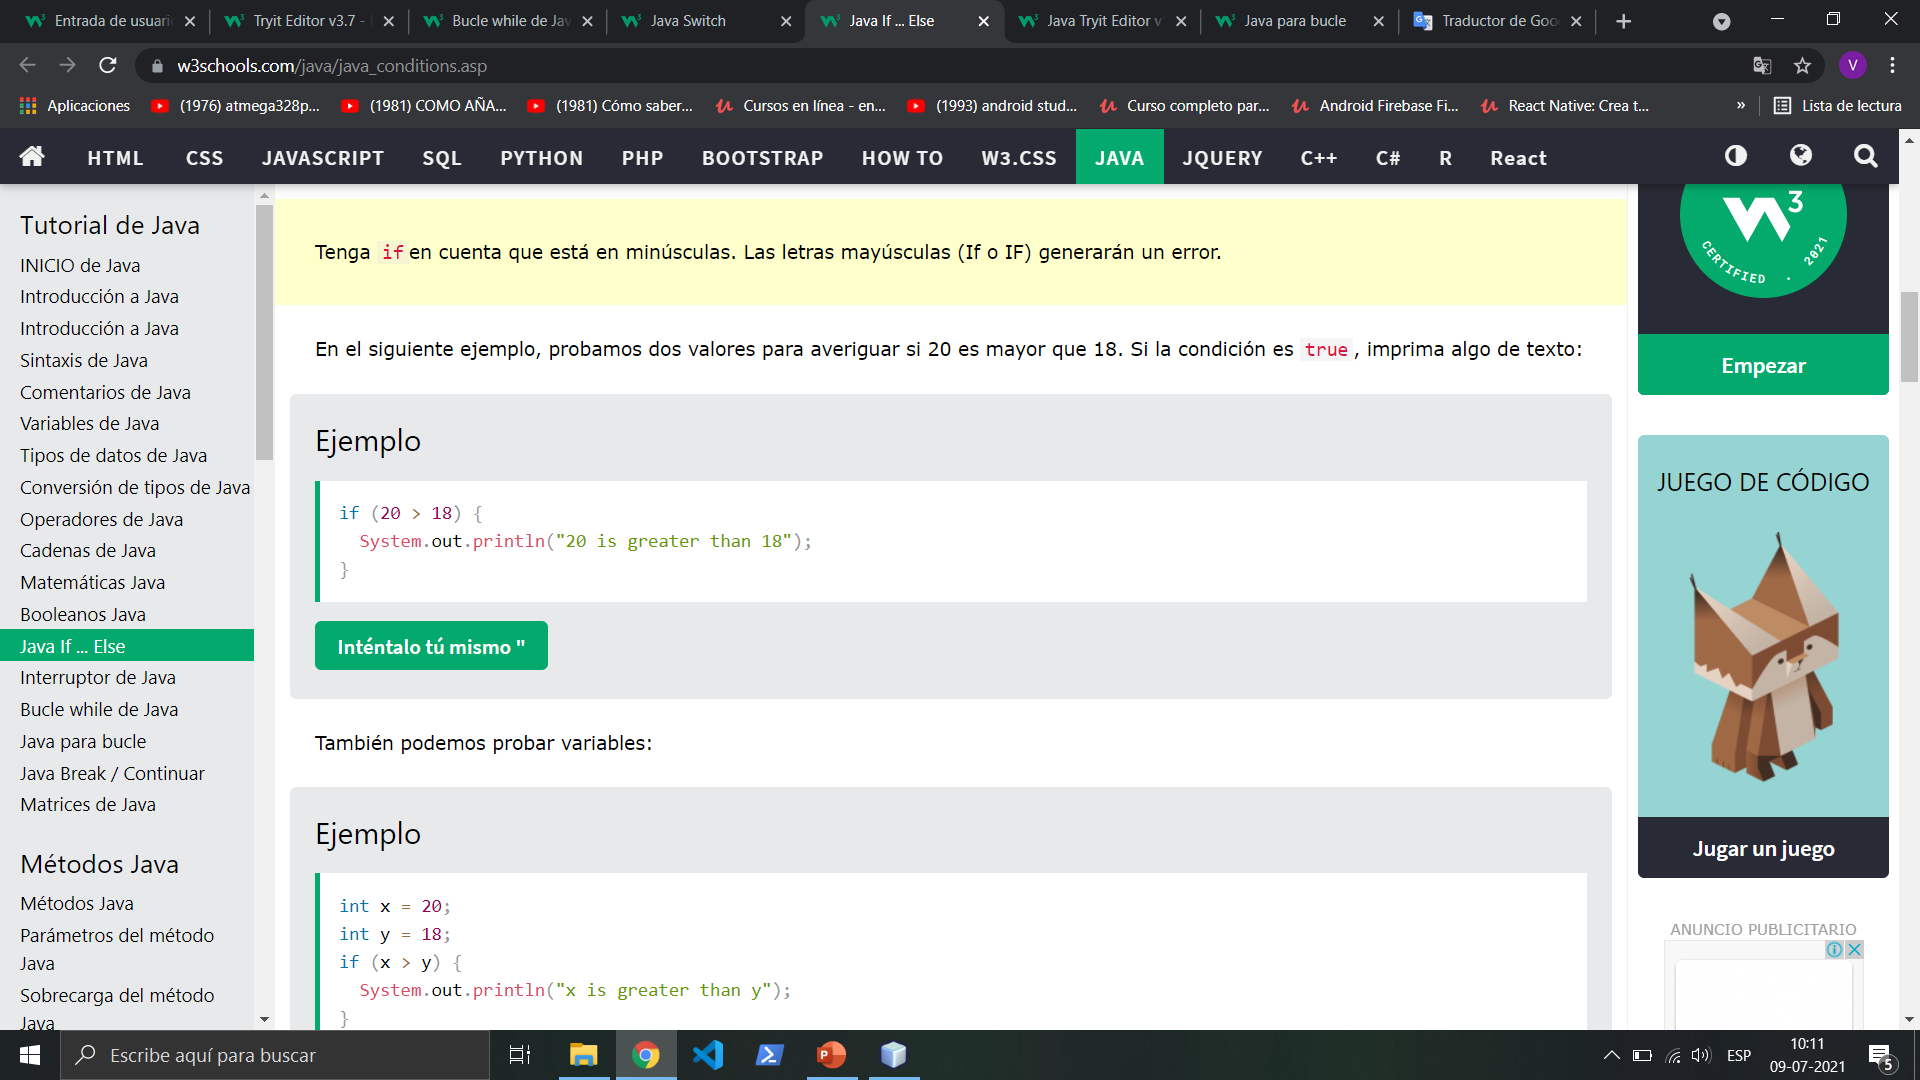 Entrada de usuari
Tryit Editor v3.7 -
Bucle while de Jav
Java Switch
Java If ... Else
Java Tryit Editor v
Java para bucle
Traductor de Goo
w3schools.com/java/java_conditions.asp
V
Aplicaciones
(1976) atmega328p...
(1981) COMO AÑA...
(1981) Cómo saber...
Cursos en línea - en...
(1993) android stud...
Curso completo par...
Android Firebase Fi...
React Native: Crea t...
»
Lista de lectura
HTML
CSS
JAVASCRIPT
SQL
PYTHON
PHP
BOOTSTRAP
HOW TO
W3.CSS
JAVA
JQUERY
C++
C#
R
React
Tutorial de Java
INICIO de Java
Introducción a Java
Introducción a Java
Sintaxis de Java
Comentarios de Java
Variables de Java
Tipos de datos de Java
Conversión de tipos de Java
Operadores de Java
Cadenas de Java
Matemáticas Java
Booleanos Java
Java If ... Else
Interruptor de Java
Bucle while de Java
Java para bucle
Java Break / Continuar
Matrices de Java
Métodos Java
Métodos Java
Parámetros del método
Java
Sobrecarga del método
Java
Tenga if en cuenta que está en minúsculas. Las letras mayúsculas (If o IF) generarán un error.
En el siguiente ejemplo, probamos dos valores para averiguar si 20 es mayor que 18. Si la condición es true , imprima algo de texto:
Ejemplo
if (20 > 18) {
System.out.println("20 is greater than 18");
}
Inténtalo tú mismo "
También podemos probar variables:
Ejemplo
int x = 20;
int y = 18;
if (x > y) {
System.out.println("x is greater than y");
}
3
CERTIFIED . 2021
Empezar
JUEGO DE CÓDIGO
Jugar un juego
ANUNCIO PUBLICITARIO
Escribe aquí para buscar
ESP
10:11
09-07-2021
5